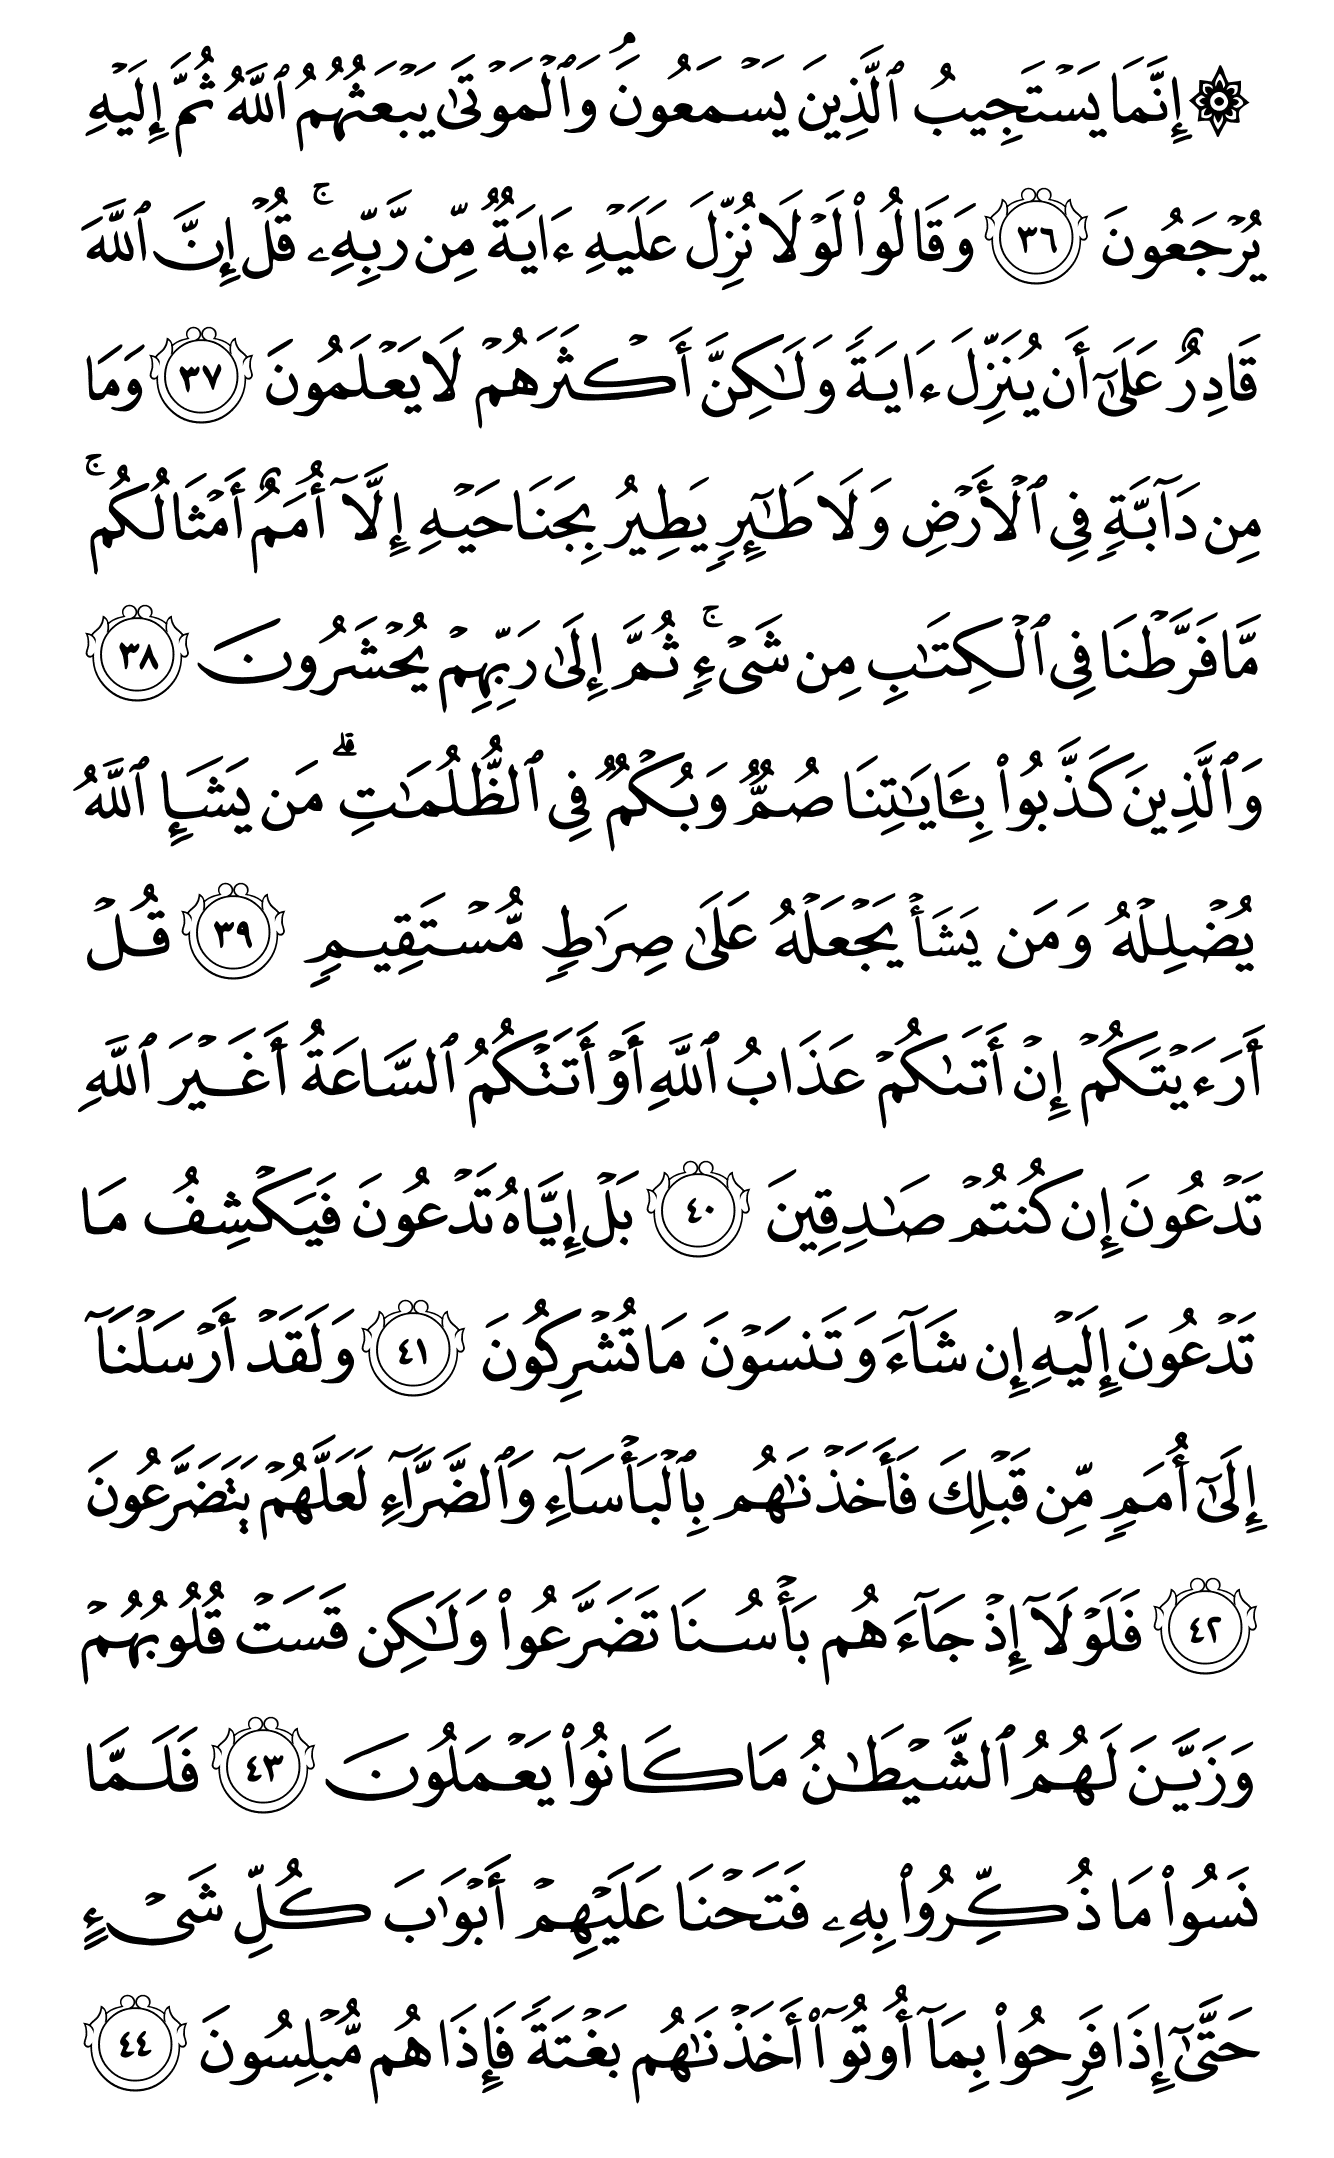 ۞ إِنَّمَا يَسْتَجِيبُ ٱلَّذِينَ يَسْمَعُونَۘ وَٱلْمَوْتَىٰ يَبْعَثُهُمُ ٱللَّهُ ثُمَّ إِلَيْهِ
يُرْجَعُونَ ٣٦ وَقَالُوا۟ لَوْلَا نُزِّلَ عَلَيْهِ ءَايَةٌ مِّن رَّبِّهِۦۚ قُلْ إِنَّ ٱللَّهَ
قَادِرٌ عَلَىٰٓ أَن يُنَزِّلَ ءَايَةً وَلَـٰكِنَّ أَكْثَرَهُمْ لَا يَعْلَمُونَ ٣٧ وَمَا
مِن دَآبَّةٍ فِى ٱلْأَرْضِ وَلَا طَـٰٓئِرٍ يَطِيرُ بِجَنَاحَيْهِ إِلَّآ أُمَمٌ أَمْثَالُكُمۚ
مَّا فَرَّطْنَا فِى ٱلْكِتَـٰبِ مِن شَىْءٍۚ ثُمَّ إِلَىٰ رَبِّهِمْ يُحْشَرُونَ ٣٨
وَٱلَّذِينَ كَذَّبُوا۟ بِـَٔايَـٰتِنَا صُمٌّ وَبُكْمٌ فِى ٱلظُّلُمَـٰتِۗ مَن يَشَإِ ٱللَّهُ
يُضْلِلْهُ وَمَن يَشَأْ يَجْعَلْهُ عَلَىٰ صِرَٰطٍ مُّسْتَقِيمٍ ٣٩ قُلْ
أَرَءَيْتَكُمْ إِنْ أَتَىٰكُمْ عَذَابُ ٱللَّهِ أَوْ أَتَتْكُمُ ٱلسَّاعَةُ أَغَيْرَ ٱللَّهِ
تَدْعُونَ إِن كُنتُمْ صَـٰدِقِينَ ٤٠ بَلْ إِيَّاهُ تَدْعُونَ فَيَكْشِفُ مَا
تَدْعُونَ إِلَيْهِ إِن شَآءَ وَتَنسَوْنَ مَا تُشْرِكُونَ ٤١ وَلَقَدْ أَرْسَلْنَآ
إِلَىٰٓ أُمَمٍ مِّن قَبْلِكَ فَأَخَذْنَـٰهُم بِٱلْبَأْسَآءِ وَٱلضَّرَّآءِ لَعَلَّهُمْ يَتَضَرَّعُونَ
٤٢ فَلَوْلَآ إِذْ جَآءَهُم بَأْسُنَا تَضَرَّعُوا۟ وَلَـٰكِن قَسَتْ قُلُوبُهُمْ
وَزَيَّنَ لَهُمُ ٱلشَّيْطَـٰنُ مَا كَانُوا۟ يَعْمَلُونَ ٤٣ فَلَمَّا
نَسُوا۟ مَا ذُكِّرُوا۟ بِهِۦ فَتَحْنَا عَلَيْهِمْ أَبْوَٰبَ كُلِّ شَىْءٍ
حَتَّىٰٓ إِذَا فَرِحُوا۟ بِمَآ أُوتُوٓا۟ أَخَذْنَـٰهُم بَغْتَةً فَإِذَا هُم مُّبْلِسُونَ ٤٤